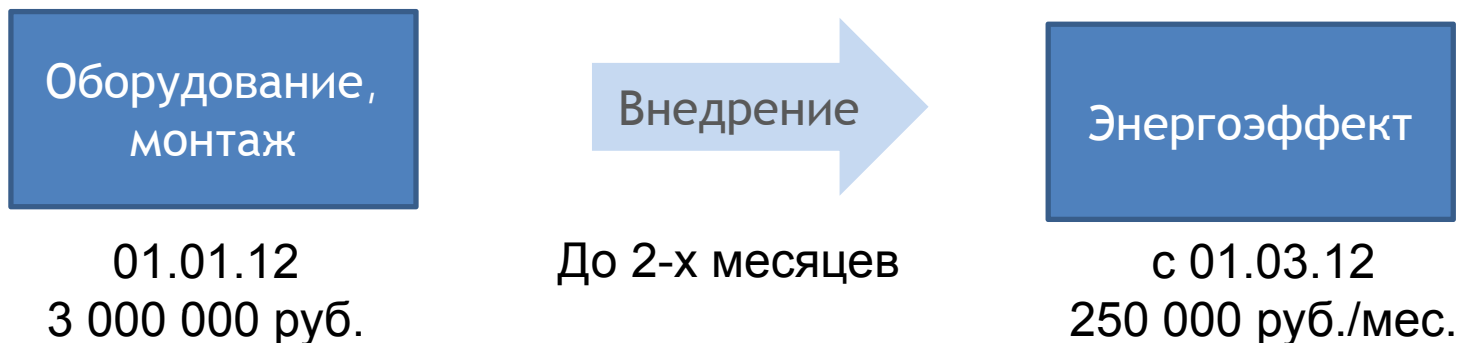 Оборудование,
монтаж
01.01.12
3 000 000 руб.
Внедрение
До 2-х месяцев
Энергоэффект
с 01.03.12
250 000 руб./мес.